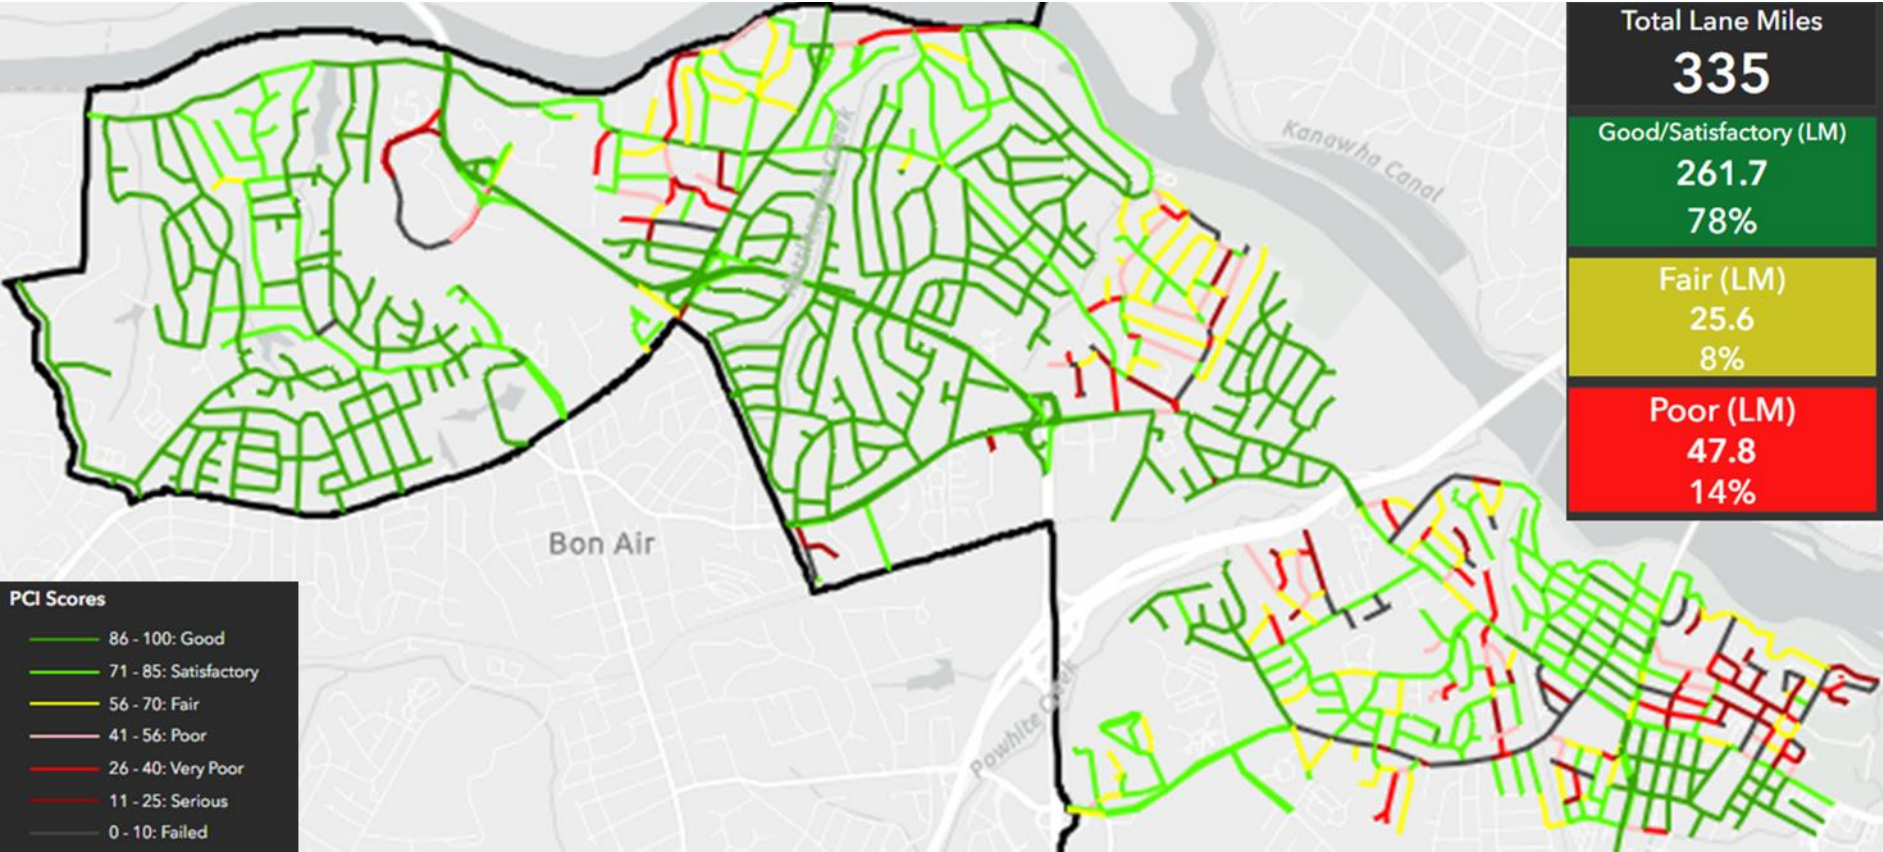 Total Lane Miles
335
Good/Satisfactory (LM)
261.7
78%
Fair (LM)
25.6
8%
Poor (LM)
47.8
14%
Kanawha Canal
Creek
Bon Air
Powhite Creek
PCI Scores
86 - 100: Good
71 - 85: Satisfactory
56 - 70: Fair
41 - 56: Poor
26 - 40: Very Poor
11 - 25: Serious
0 - 10: Failed